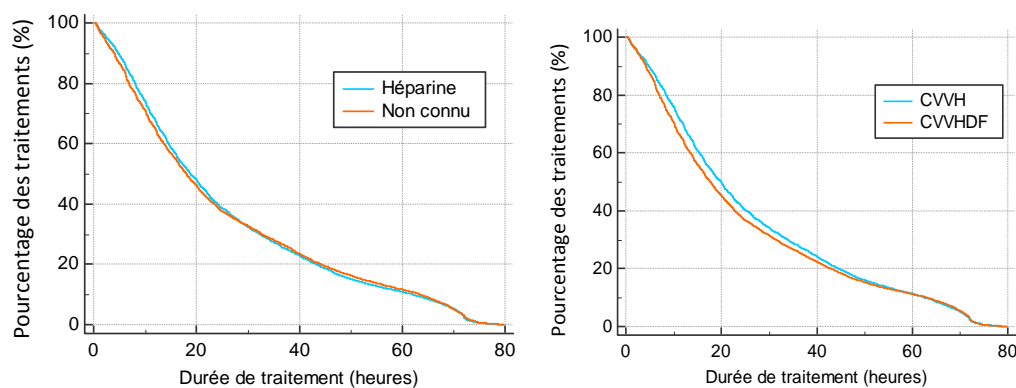 Pourcentage des traitements (%)
100
80
60
40
20
0
Héparine
Non connu
0 20 40 60 80
Durée de traitement (heures)
Pourcentage des traitements (%)
100
80
60
40
20
0
CVVH
CVVHDF
0 20 40 60 80
Durée de traitement (heures)